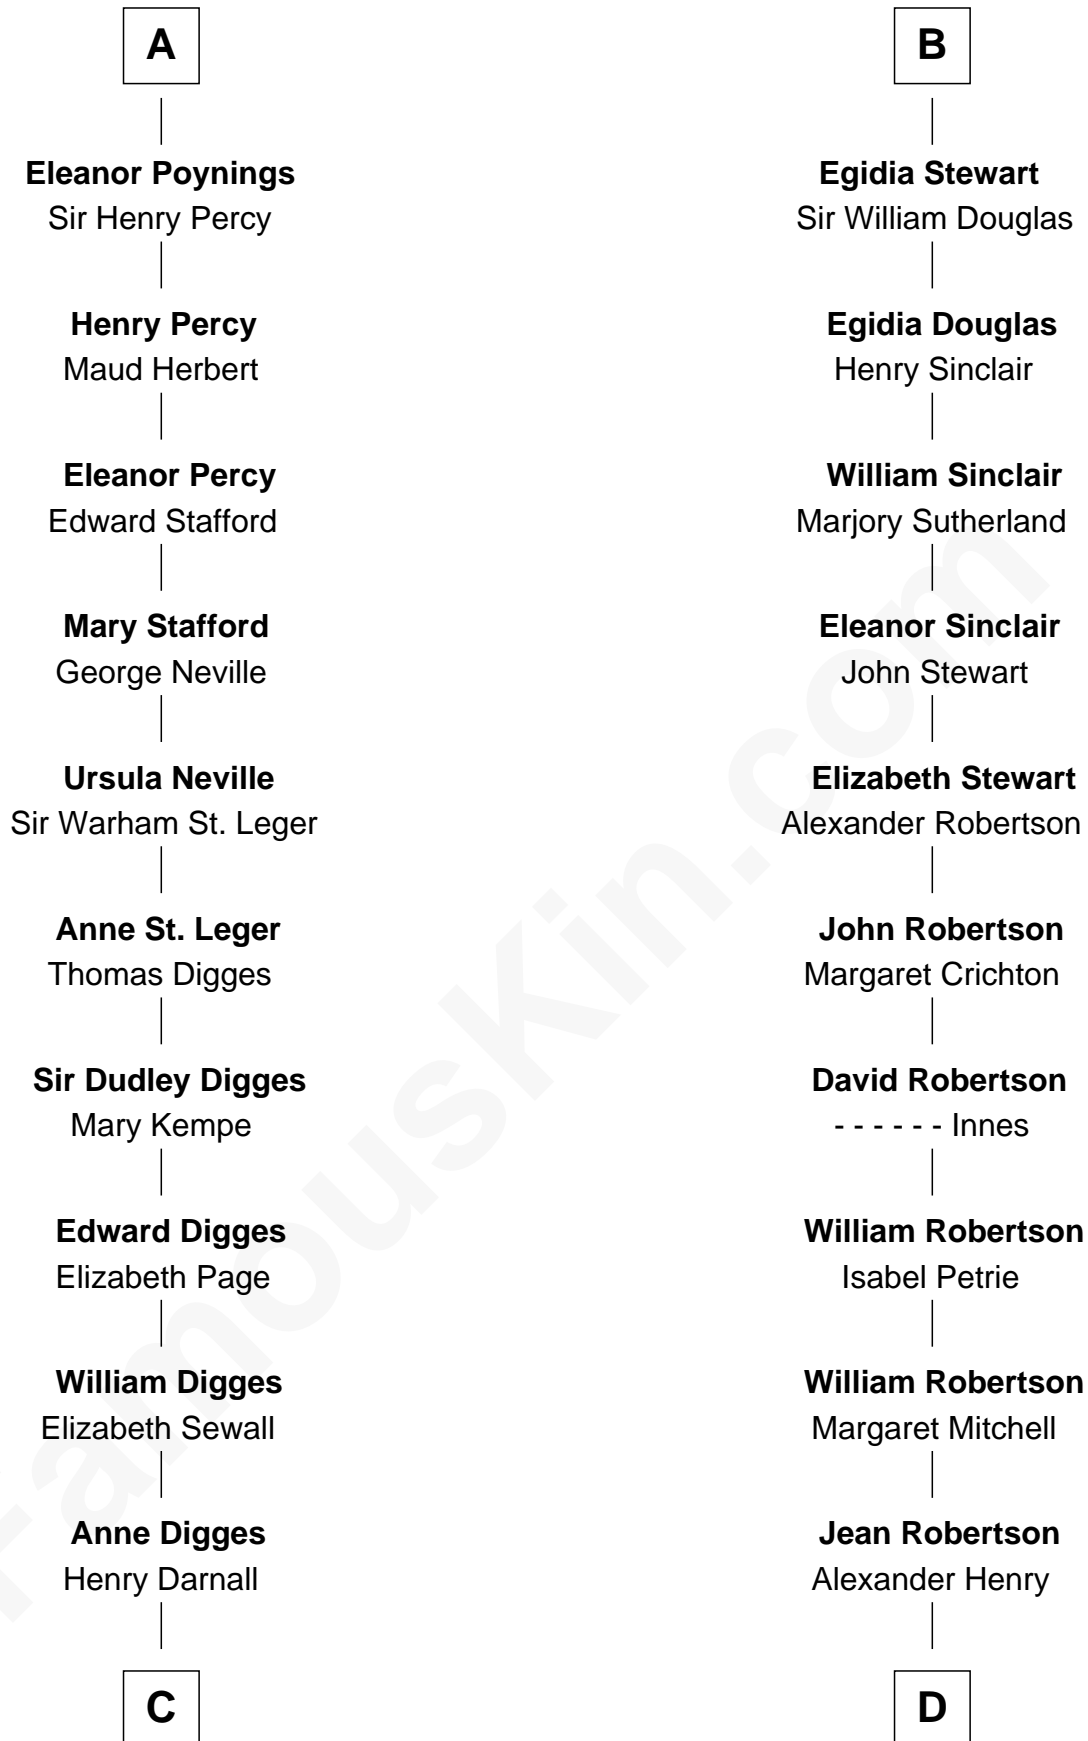 A
Eleanor Poynings
Sir Henry Percy
Henry Percy
Maud Herbert
Eleanor Percy
Edward Stafford
Mary Stafford
George Neville
Ursula Neville
Sir Warham St. Leger
Anne St. Leger
Thomas Digges
Sir Dudley Digges
Mary Kempe
Edward Digges
Elizabeth Page
William Digges
Elizabeth Sewall
Anne Digges
Henry Darnall
C
B
Egidia Stewart
Sir William Douglas
Egidia Douglas
Henry Sinclair
William Sinclair
Marjory Sutherland
Eleanor Sinclair
John Stewart
Elizabeth Stewart
Alexander Robertson
John Robertson
Margaret Crichton
David Robertson
- - - - - - Innes
William Robertson
Isabel Petrie
William Robertson
Margaret Mitchell
Jean Robertson
Alexander Henry
D
FamousKin.com